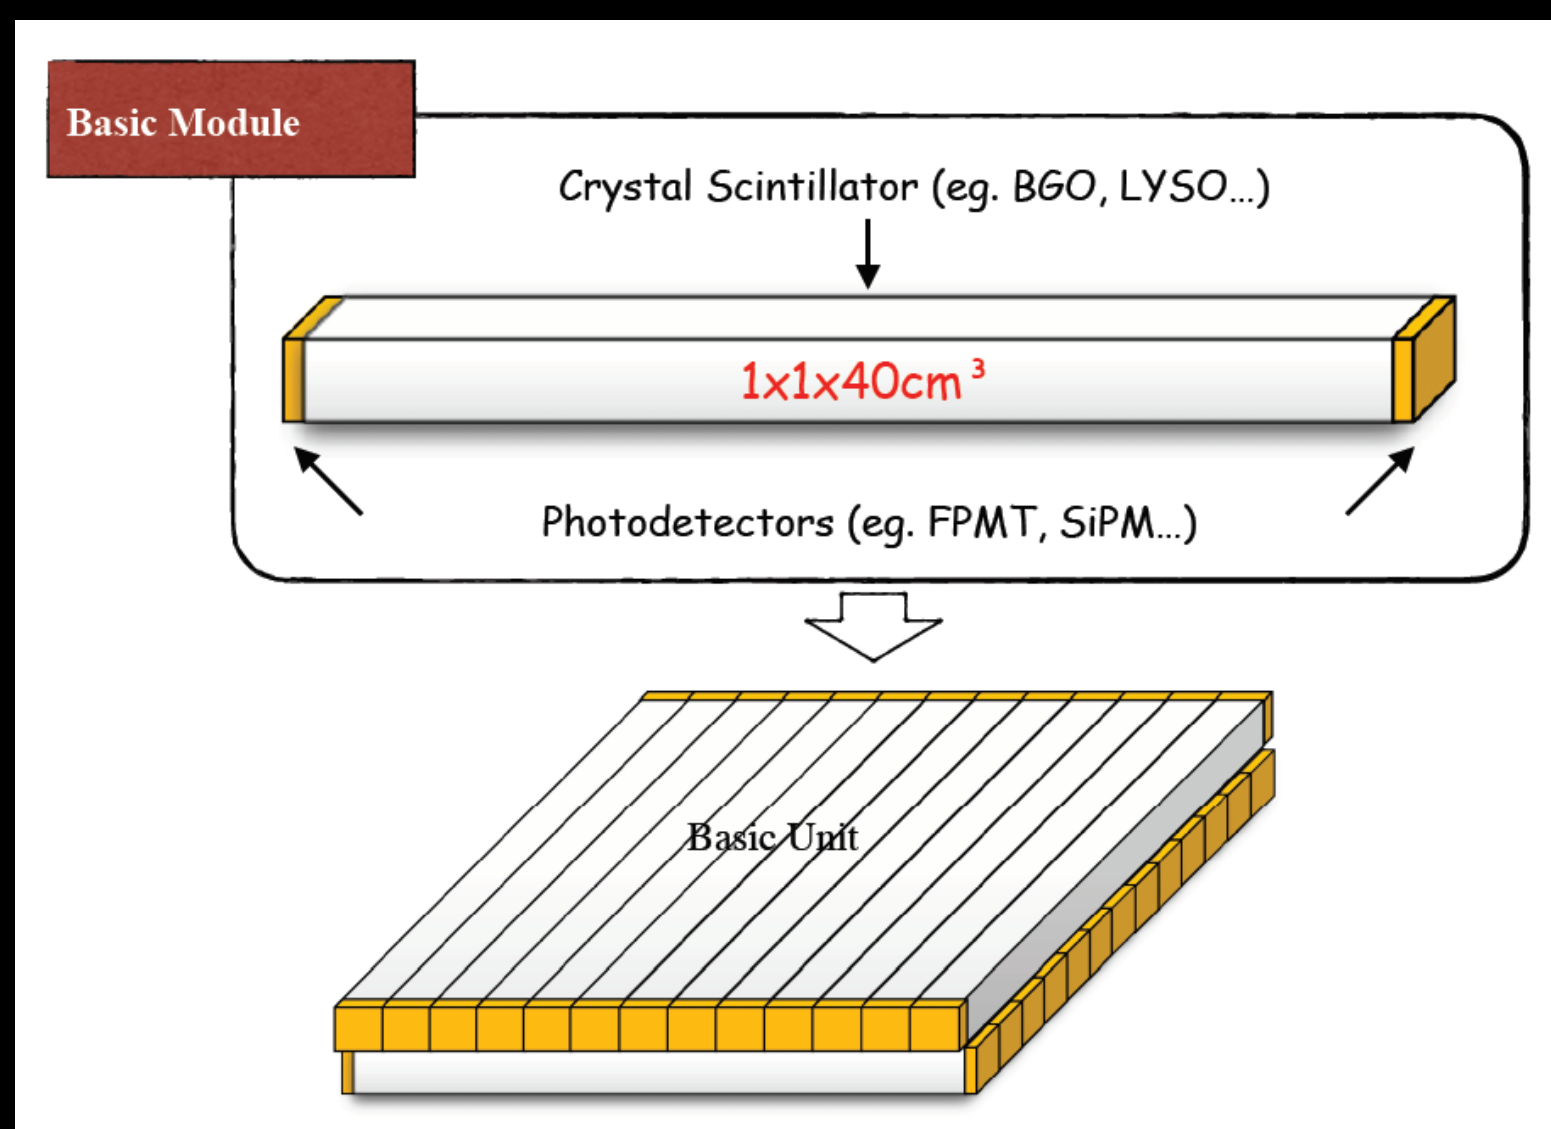 Basic Module
Crystal Scintillator (eg. BGO, LYSO...)
1x1x40cm³
Photodetectors (eg. FPMT, SiPM...)
Basic Unit